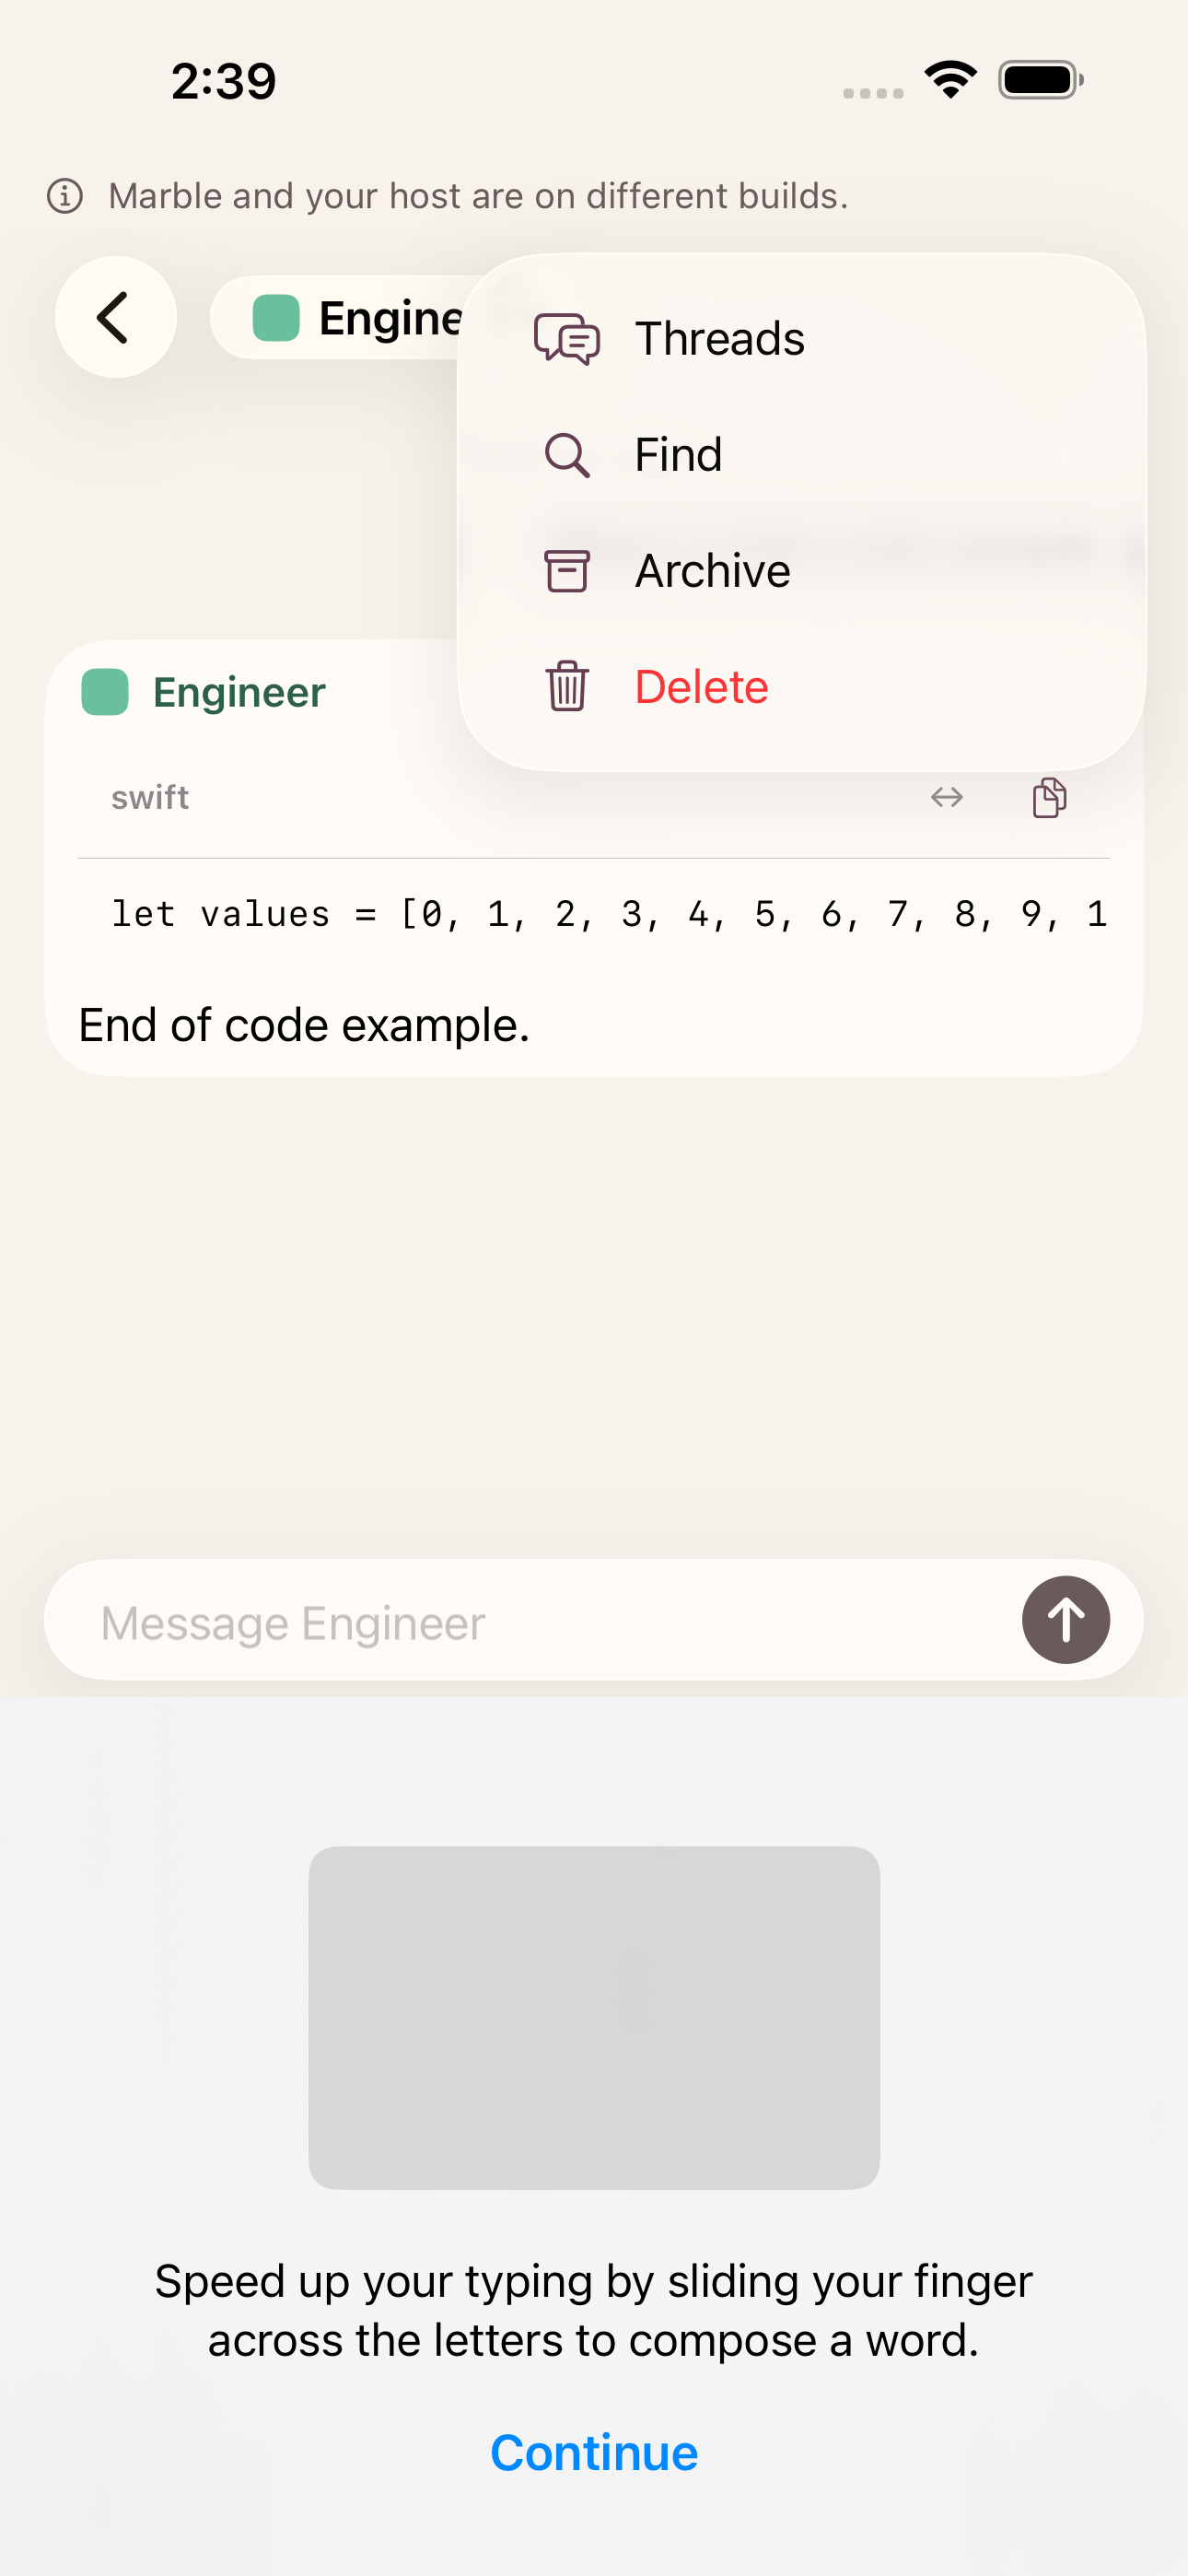 2:39
Marble and your host are on different builds.
Engine
Threads
Find
Archive
Delete
Engineer
swift
let values = [0, 1, 2, 3, 4, 5, 6, 7, 8, 9, 1
End of code example.
Message Engineer
Speed up your typing by sliding your finger
across the letters to compose a word.
Continue